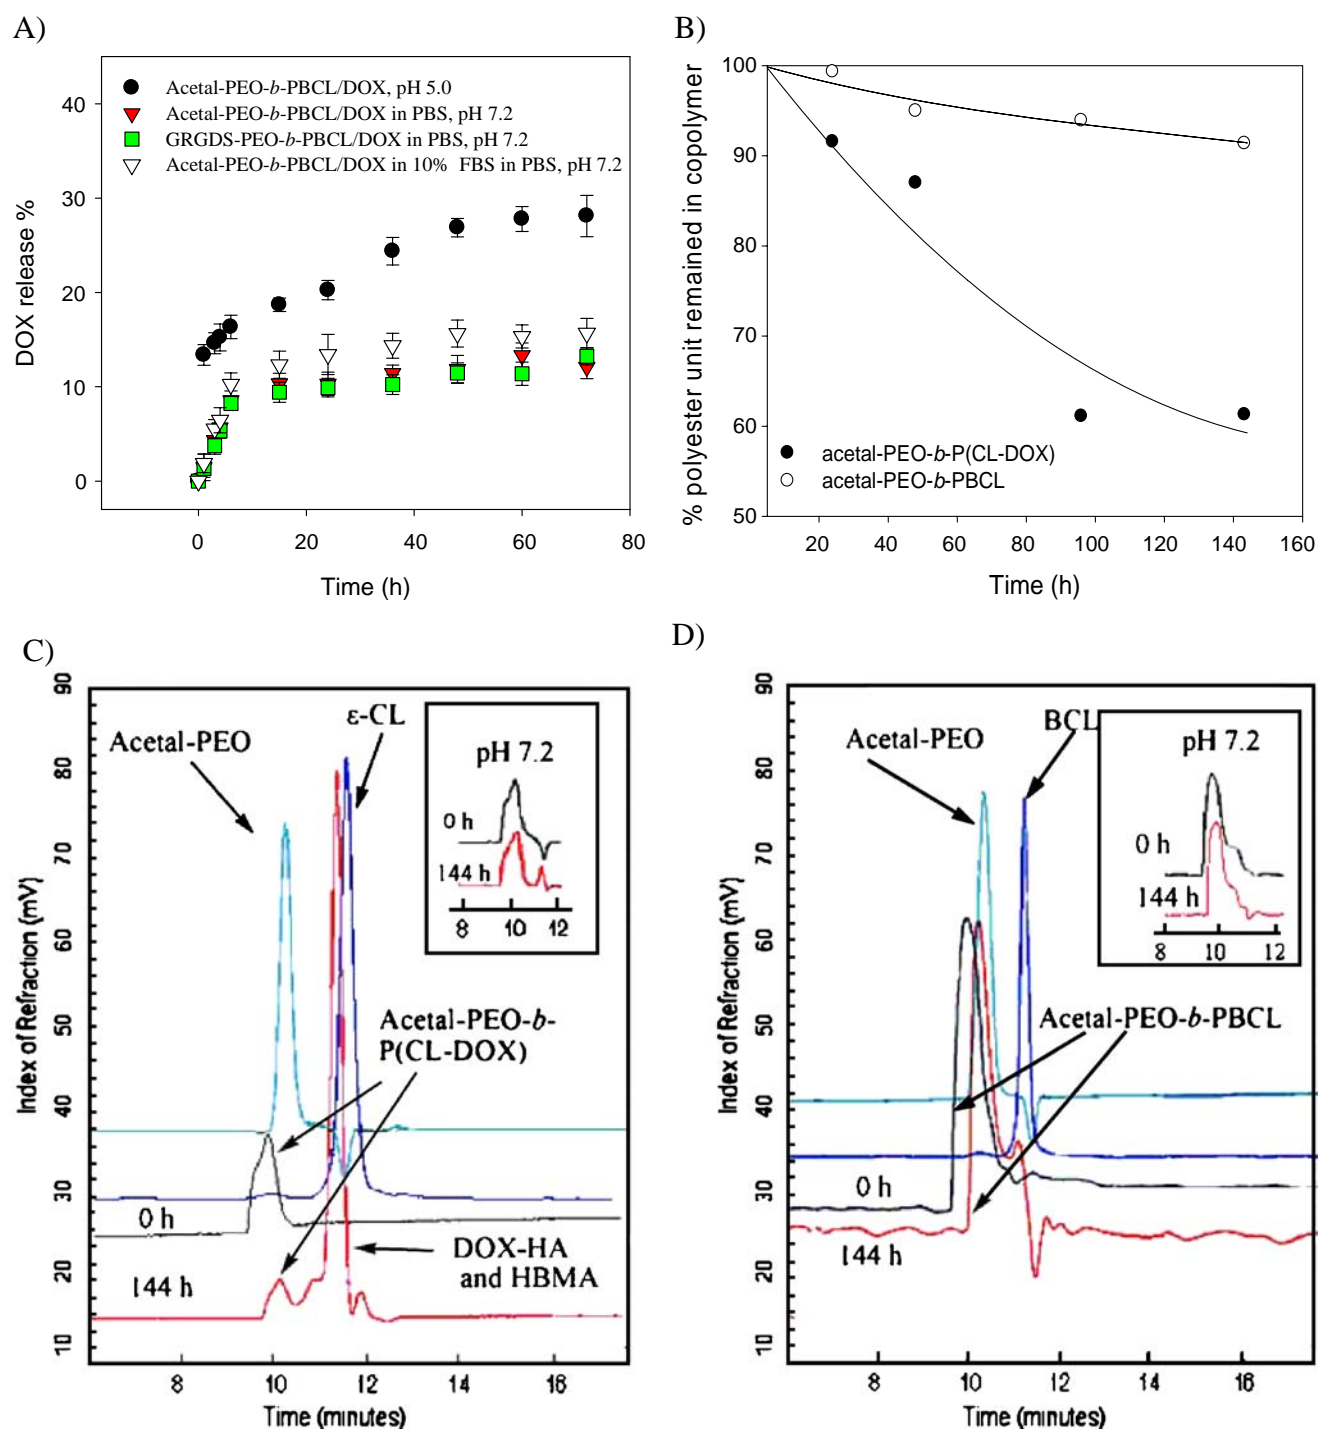 A)
Acetal-PEO-b-PBCL/DOX, pH 5.0
Acetal-PEO-b-PBCL/DOX in PBS, pH 7.2
GRGDS-PEO-b-PBCL/DOX in PBS, pH 7.2
Acetal-PEO-b-PBCL/DOX in 10% FBS in PBS, pH 7.2
DOX release %
40
30
20
10
0
0 20 40 60 80
Time (h)
B)
% polyester unit remained in copolymer
100
90
80
70
60
50
acetal-PEO-b-P(CL-DOX)
acetal-PEO-b-PBCL
20 40 60 80 100 120 140 160
Time (h)
C)
Index of Refraction (mV)
90
80
70
60
50
40
30
20
10
Acetal-PEO
ε-CL
pH 7.2
0 h
144 h
8 10 12
Acetal-PEO-b-
P(CL-DOX)
0 h
DOX-HA
and HBMA
144 h
8 10 12 14 16
Time (minutes)
D)
Index of Refraction (mV)
90
80
70
60
50
40
30
20
10
Acetal-PEO
BCL
pH 7.2
0 h
144 h
8 10 12
Acetal-PEO-b-PBCL
0 h
144 h
8 10 12 14 16
Time (minutes)